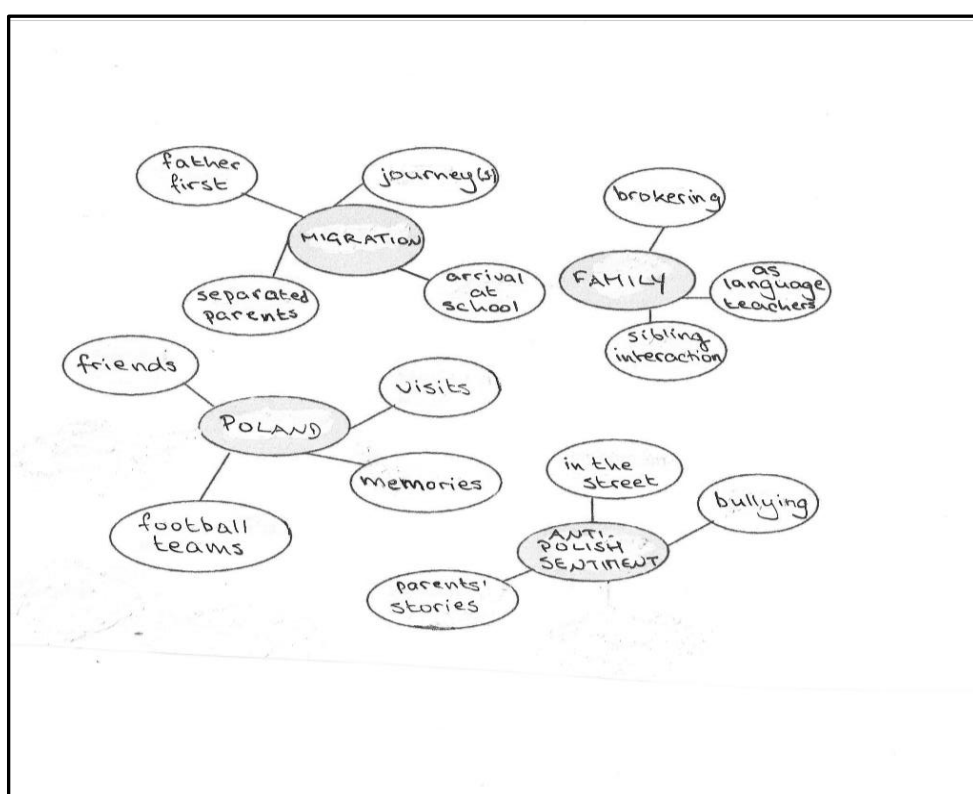 father
first
journey(s)
MIGRATION
separated
parents
arrival
at
school
brokering
FAMILY
as
language
teachers
sibling
interaction
friends
visits
POLAND
memories
football
teams
in the
street
bullying
ANTI-
POLISH
SENTIMENT
parents'
stories